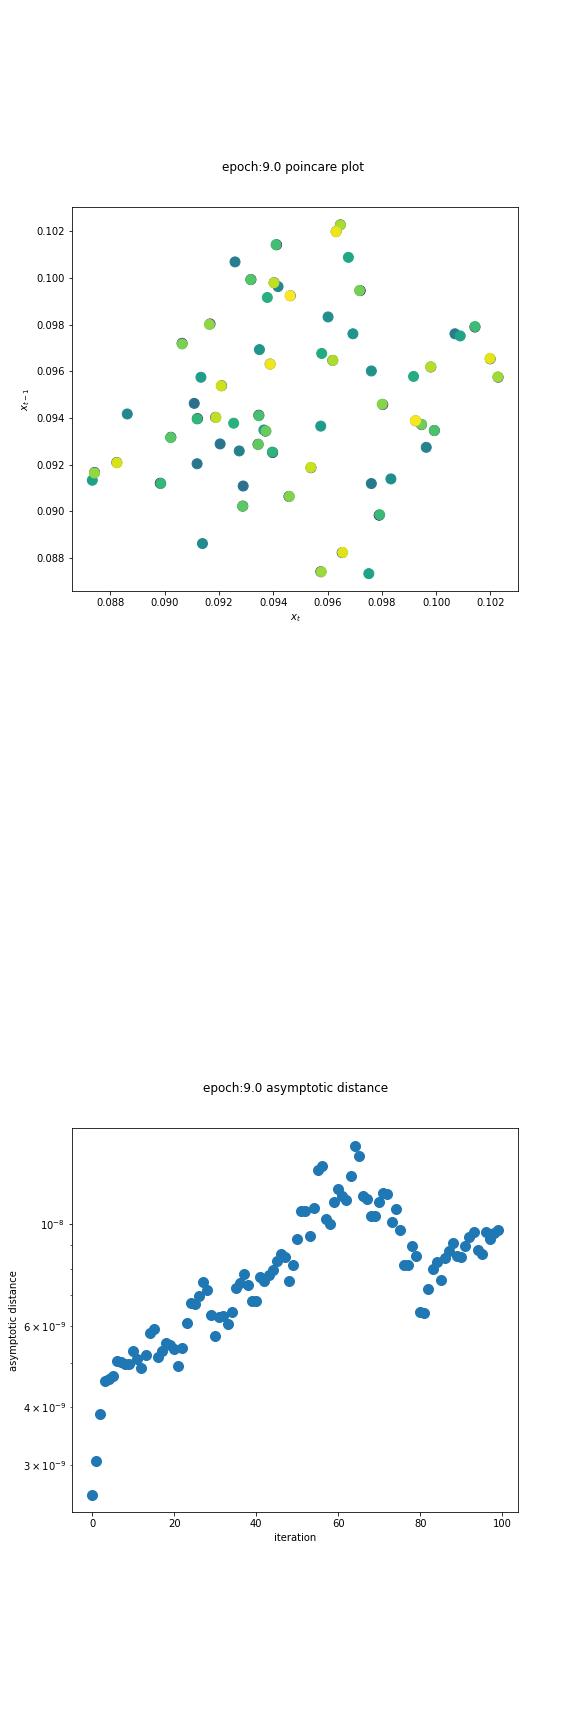 epoch:9.0 poincare plot
0.102
0.100
0.098
0.096
0.094
0.092
0.090
0.088
x_{t-1}
0.088 0.090 0.092 0.094 0.096 0.098 0.100 0.102
x_t
epoch:9.0 asymptotic distance
10^{-8}
6 × 10^{-9}
4 × 10^{-9}
3 × 10^{-9}
asymptotic distance
0 20 40 60 80 100
iteration